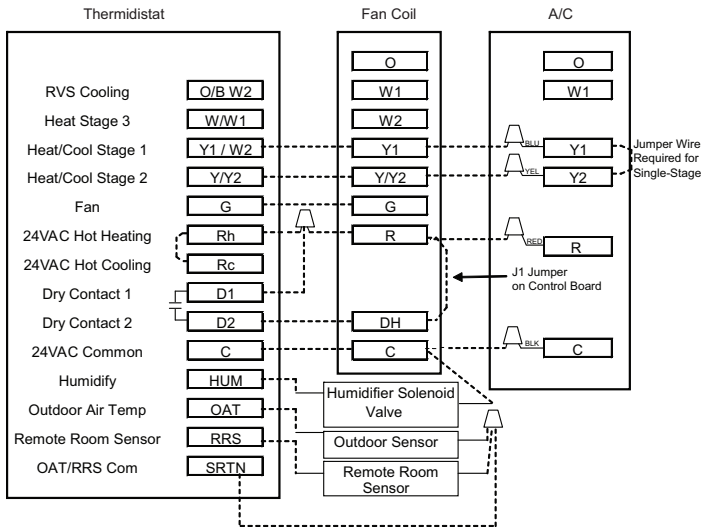 Thermidistat Fan Coil A/C
O O
RVS Cooling O/B W2 W1 W1
Heat Stage 3 W/W1 W2
Heat/Cool Stage 1 Y1 / W2 Y1 BLU Y1 Jumper Wire
Required for
Heat/Cool Stage 2 Y/Y2 Y/Y2 YEL Y2 Single-Stage
Fan G G
24VAC Hot Heating Rh R RED R
24VAC Hot Cooling Rc
J1 Jumper
on Control Board
Dry Contact 1 D1
Dry Contact 2 D2 DH
24VAC Common C C BLK C
Humidify HUM
Humidifier Solenoid
Valve
Outdoor Air Temp OAT
Outdoor Sensor
Remote Room Sensor RRS
Remote Room
Sensor
OAT/RRS Com SRTN